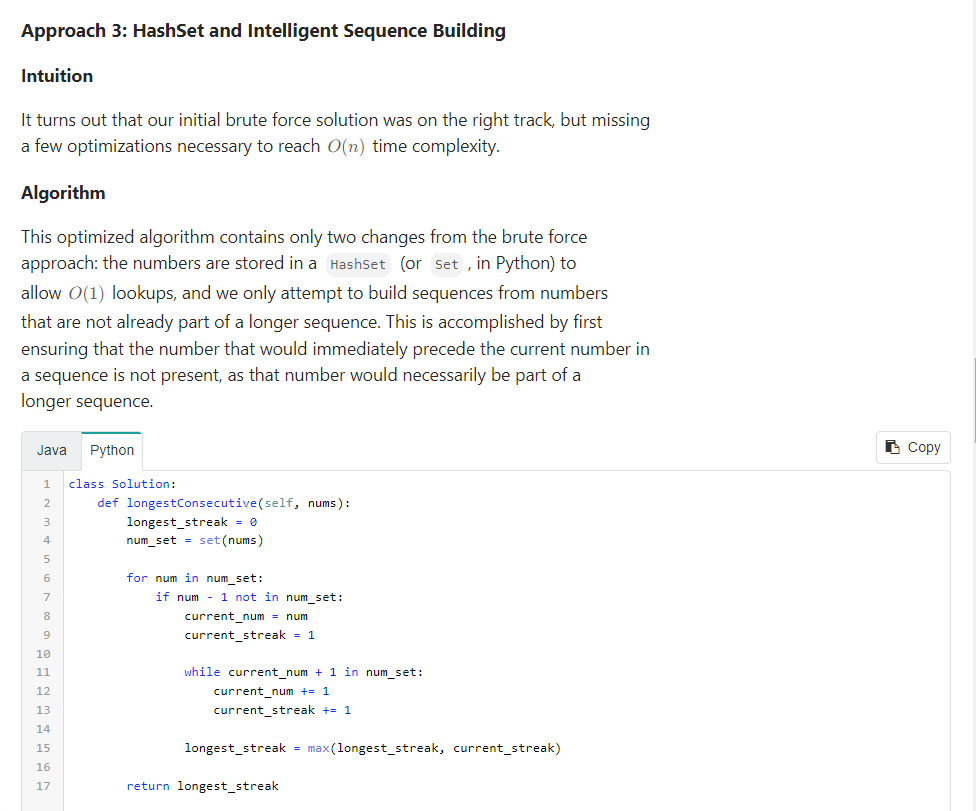 Approach 3: HashSet and Intelligent Sequence Building
Intuition
It turns out that our initial brute force solution was on the right track, but missing
a few optimizations necessary to reach O(n) time complexity.
Algorithm
This optimized algorithm contains only two changes from the brute force
approach: the numbers are stored in a HashSet (or Set , in Python) to
allow O(1) lookups, and we only attempt to build sequences from numbers
that are not already part of a longer sequence. This is accomplished by first
ensuring that the number that would immediately precede the current number in
a sequence is not present, as that number would necessarily be part of a
longer sequence.
Java Python Copy
1 class Solution:
2     def longestConsecutive(self, nums):
3         longest_streak = 0
4         num_set = set(nums)
5
6         for num in num_set:
7             if num - 1 not in num_set:
8                 current_num = num
9                 current_streak = 1
10
11                 while current_num + 1 in num_set:
12                     current_num += 1
13                     current_streak += 1
14
15                 longest_streak = max(longest_streak, current_streak)
16
17         return longest_streak